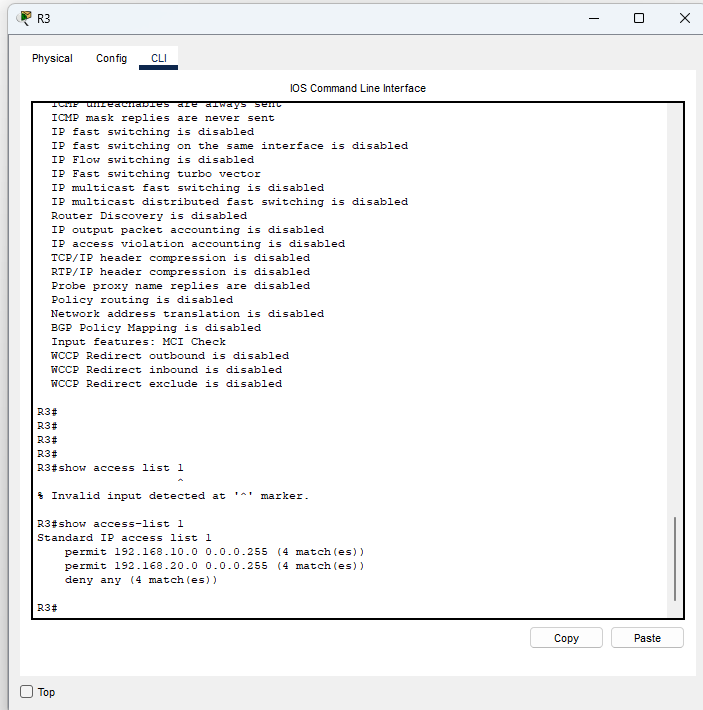 R3
Physical Config CLI
IOS Command Line Interface
ICMP unreachables are always sent
ICMP mask replies are never sent
IP fast switching is disabled
IP fast switching on the same interface is disabled
IP Flow switching is disabled
IP Fast switching turbo vector
IP multicast fast switching is disabled
IP multicast distributed fast switching is disabled
Router Discovery is disabled
IP output packet accounting is disabled
IP access violation accounting is disabled
TCP/IP header compression is disabled
RTP/IP header compression is disabled
Probe proxy name replies are disabled
Policy routing is disabled
Network address translation is disabled
BGP Policy Mapping is disabled
Input features: MCI Check
WCCP Redirect outbound is disabled
WCCP Redirect inbound is disabled
WCCP Redirect exclude is disabled
R3#
R3#
R3#
R3#
R3#show access list 1
^
% Invalid input detected at '^' marker.
R3#show access-list 1
Standard IP access list 1
permit 192.168.10.0 0.0.0.255 (4 match(es))
permit 192.168.20.0 0.0.0.255 (4 match(es))
deny any (4 match(es))
R3#
Copy Paste
Top